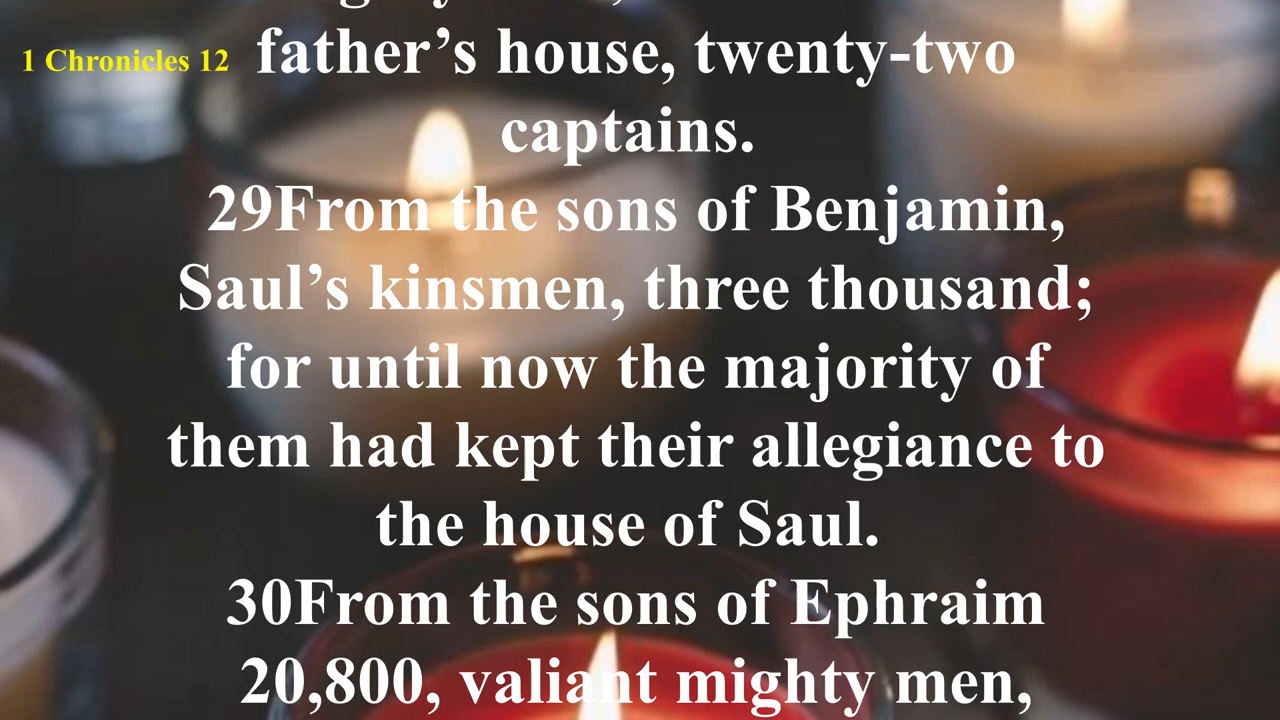 1 Chronicles 12
father’s house, twenty-two
captains.
29From the sons of Benjamin,
Saul’s kinsmen, three thousand;
for until now the majority of
them had kept their allegiance to
the house of Saul.
30From the sons of Ephraim
20,800, valiant mighty men,